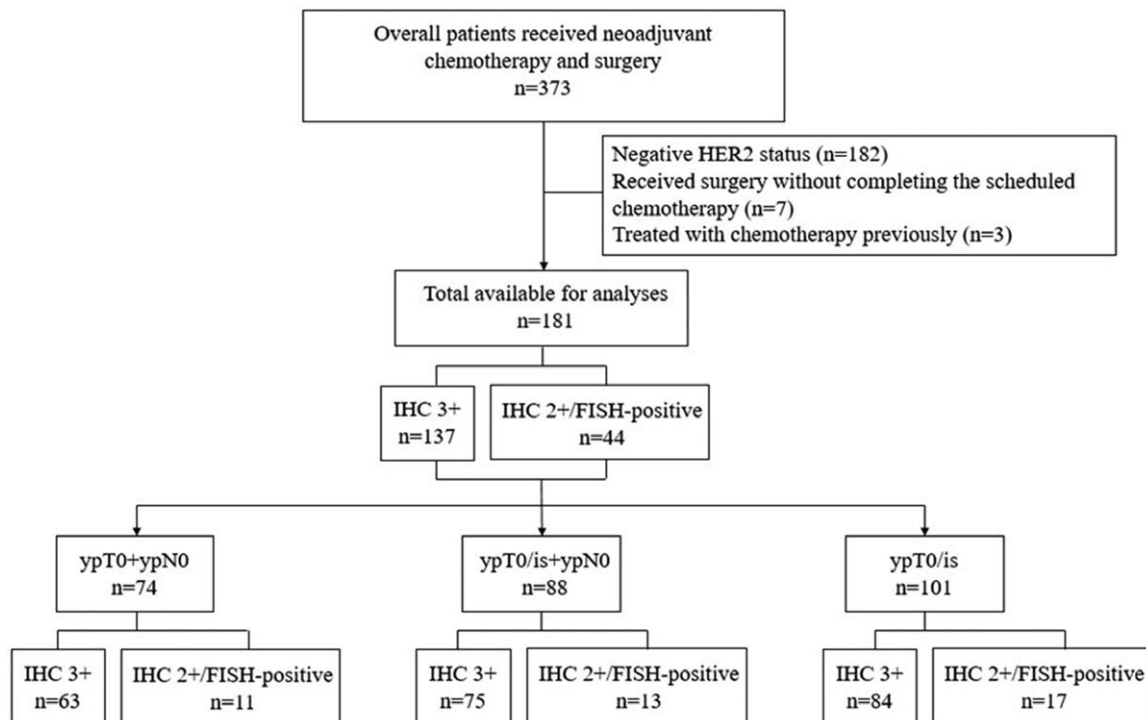 Overall patients received neoadjuvant
chemotherapy and surgery
n=373
Negative HER2 status (n=182)
Received surgery without completing the scheduled
chemotherapy (n=7)
Treated with chemotherapy previously (n=3)
Total available for analyses
n=181
IHC 3+
n=137
IHC 2+/FISH-positive
n=44
ypT0+ypN0
n=74
ypT0/is+ypN0
n=88
ypT0/is
n=101
IHC 3+
n=63
IHC 2+/FISH-positive
n=11
IHC 3+
n=75
IHC 2+/FISH-positive
n=13
IHC 3+
n=84
IHC 2+/FISH-positive
n=17